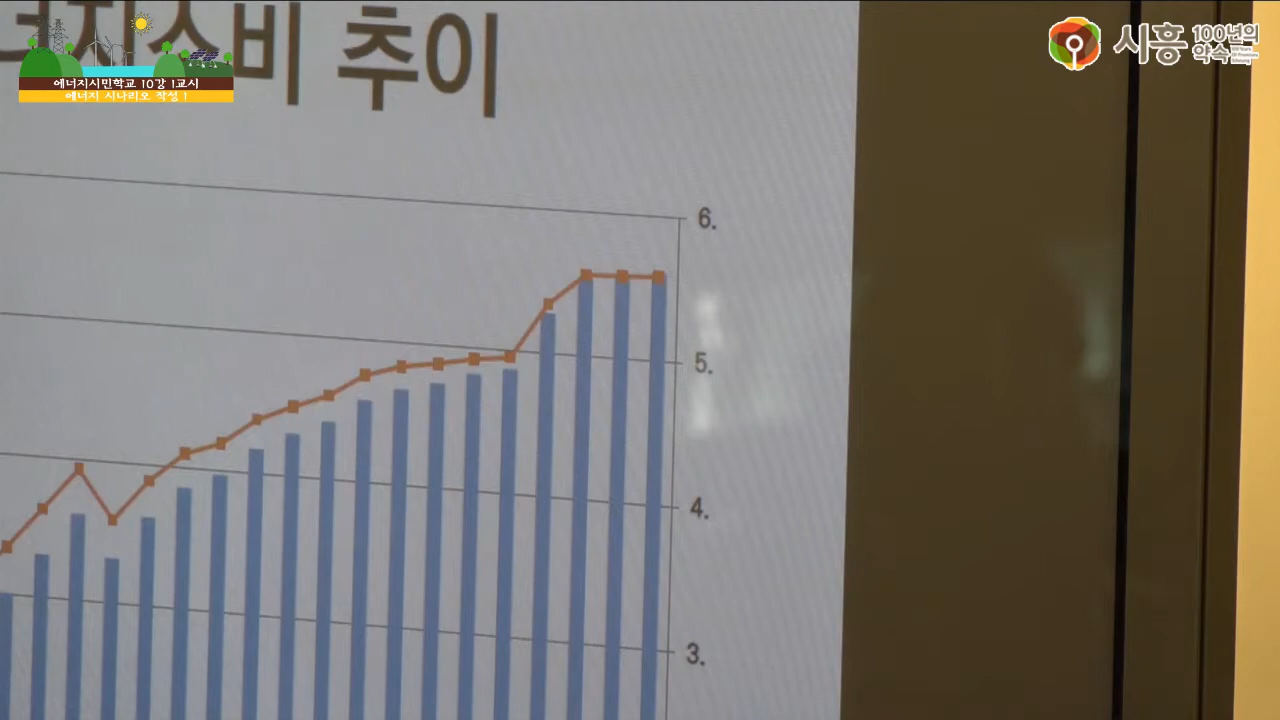 너지소비 추이
에너지시민학교 10강 1교시
에너지 시나리오 작성 1
시흥 100년의
약속
6.
5.
4.
3.